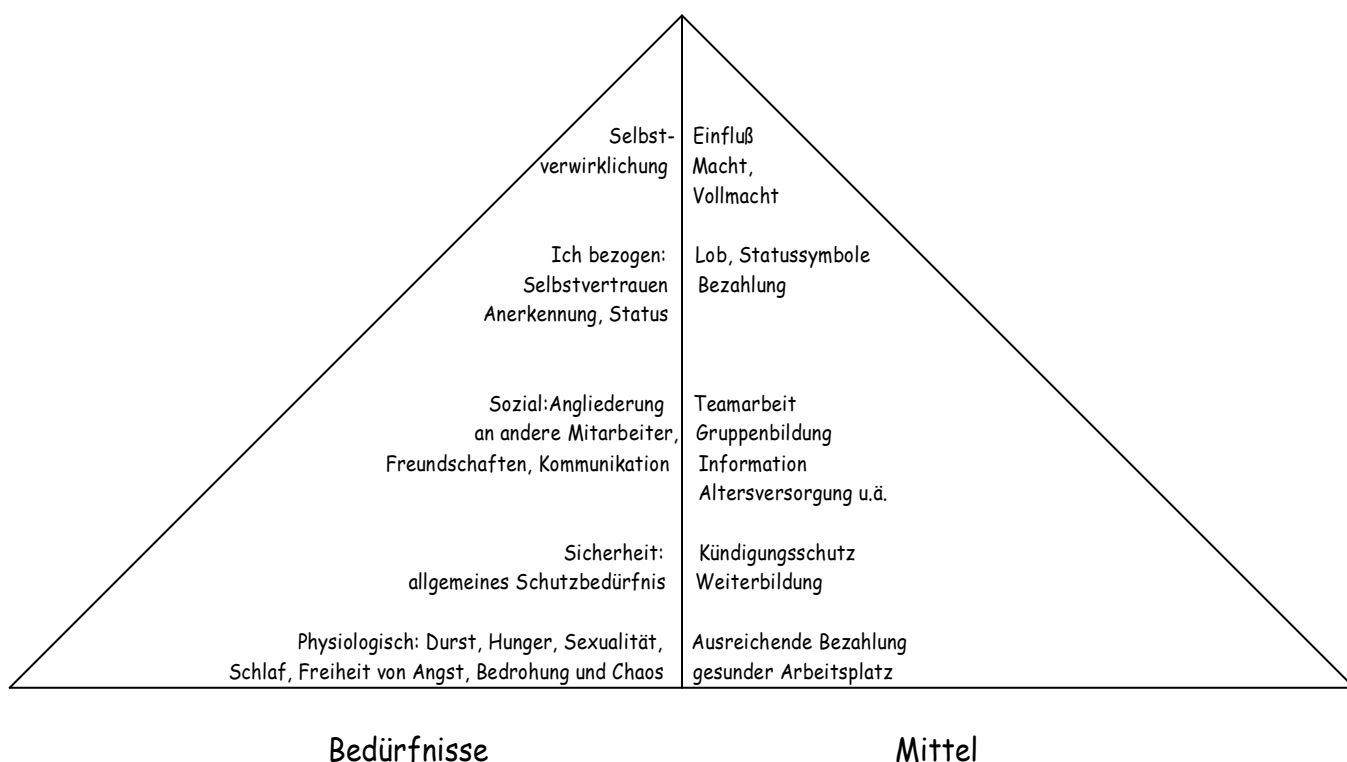 Selbst- Einfluß
verwirklichung Macht,
Vollmacht
Ich bezogen: Lob, Statussymbole
Selbstvertrauen Bezahlung
Anerkennung, Status
Sozial:Angliederung Teamarbeit
an andere Mitarbeiter, Gruppenbildung
Freundschaften, Kommunikation Information
Altersversorgung u.ä.
Sicherheit: Kündigungsschutz
allgemeines Schutzbedürfnis Weiterbildung
Physiologisch: Durst, Hunger, Sexualität, Ausreichende Bezahlung
Schlaf, Freiheit von Angst, Bedrohung und Chaos gesunder Arbeitsplatz
Bedürfnisse Mittel